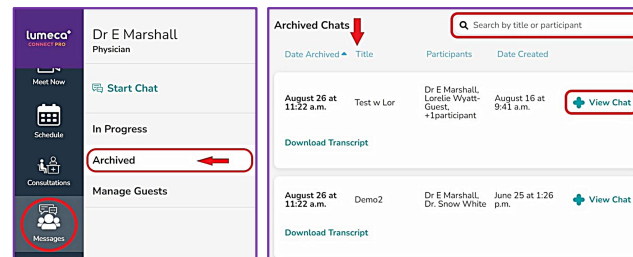 lumeca+
CONNECT PRO
Meet Now
Schedule
Consultations
Messages
Dr E Marshall
Physician
Start Chat
In Progress
Archived
Manage Guests
Archived Chats
Search by title or participant
Date Archived Title Participants Date Created
August 26 at
11:22 a.m.
Test w Lor
Dr E Marshall,
Lorelie Wyatt-
Guest,
+1participant
August 16 at
9:41 a.m.
View Chat
Download Transcript
August 26 at
11:22 a.m.
Demo2
Dr E Marshall,
Dr. Snow White
June 25 at 1:26
p.m.
View Chat
Download Transcript